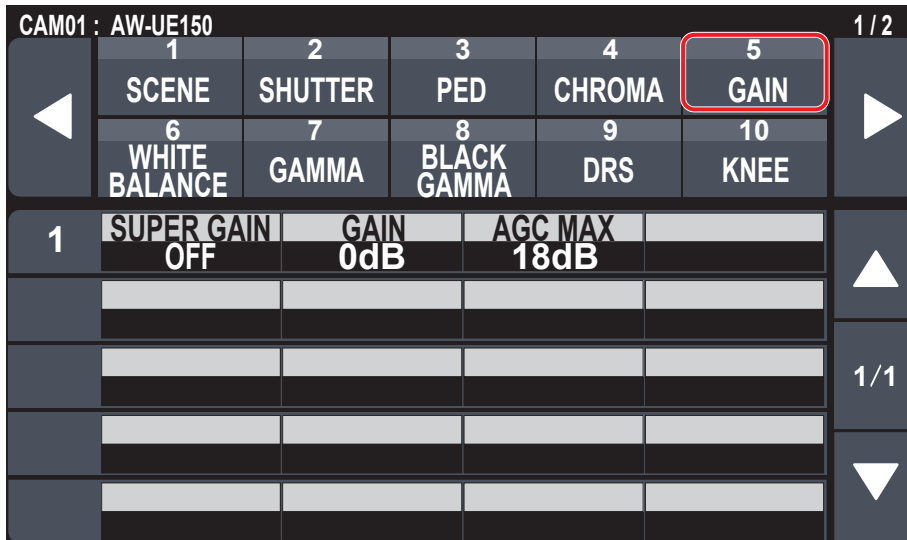 CAM01 : AW-UE150 1 / 2
1 2 3 4 5
SCENE SHUTTER PED CHROMA GAIN
6 7 8 9 10
WHITE BALANCE GAMMA BLACK GAMMA DRS KNEE
1 SUPER GAIN GAIN AGC MAX
OFF 0dB 18dB
1/1